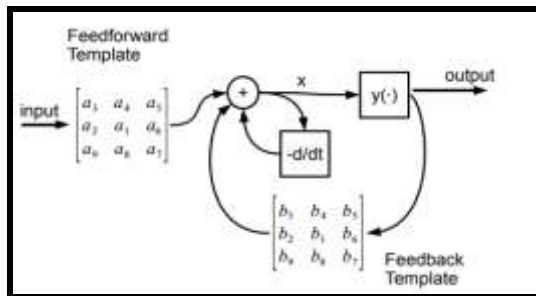 Feedforward
Template
input
a₃ a₄ a₅
a₂ a₁ a₆
a₉ a₈ a₇
+
x
y(·)
output
-d/dt
b₃ b₄ b₅
b₂ b₁ b₆
b₉ b₈ b₇
Feedback
Template